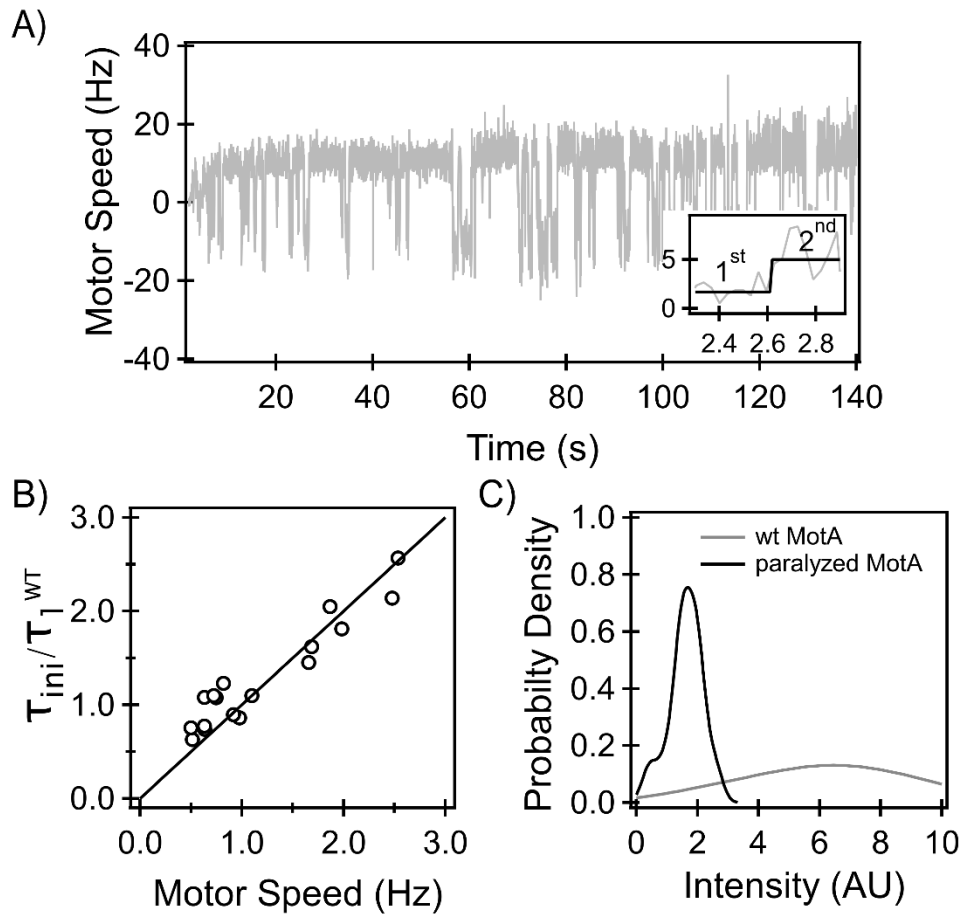 A)
Motor Speed (Hz)
40
20
0
-20
-40
1st
2nd
5
0
2.4 2.6 2.8
20 40 60 80 100 120 140
Time (s)
B)
τini/τ1WT
3.0
2.0
1.0
0.0
0.0 1.0 2.0 3.0
Motor Speed (Hz)
C)
Probabilty Density
1.0
0.8
0.6
0.4
0.2
0.0
wt MotA
paralyzed MotA
0 2 4 6 8 10
Intensity (AU)